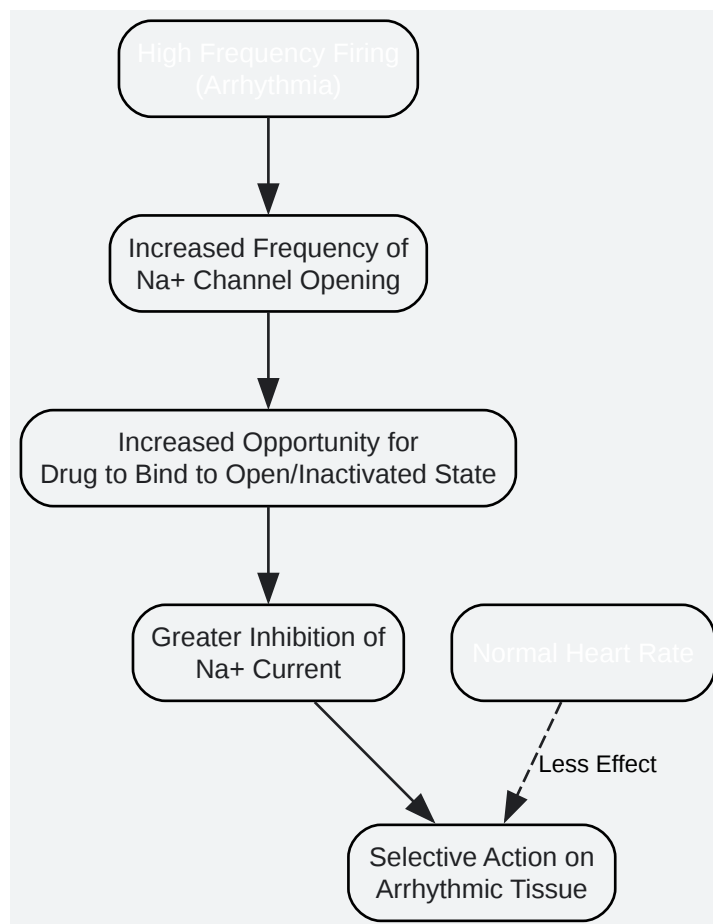 High Frequency Firing
(Arrhythmia)
Increased Frequency of
Na+ Channel Opening
Increased Opportunity for
Drug to Bind to Open/Inactivated State
Greater Inhibition of
Na+ Current
Normal Heart Rate
Less Effect
Selective Action on
Arrhythmic Tissue